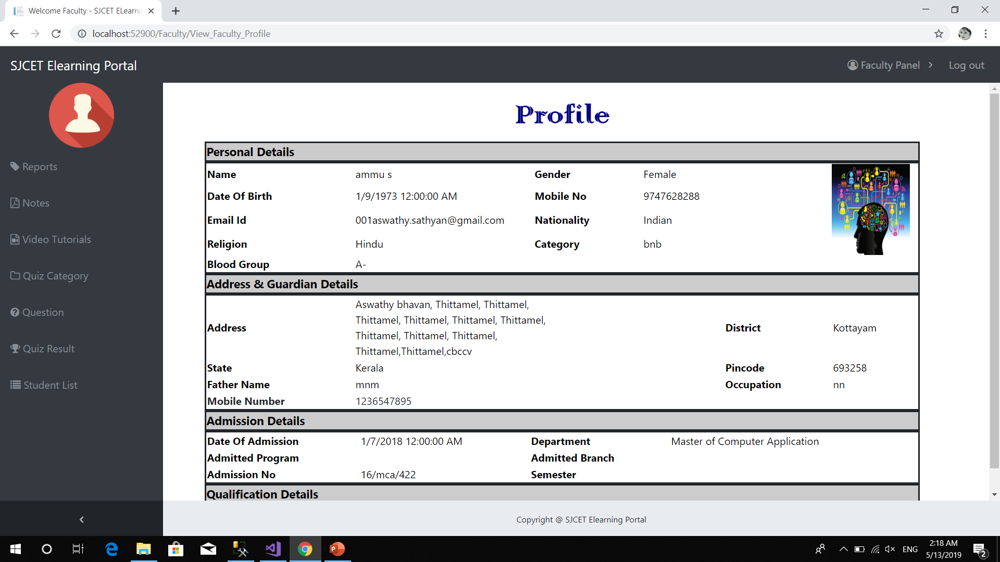 Welcome Faculty - SJCET ELearni
localhost:52900/Faculty/View_Faculty_Profile
SJCET Elearning Portal
Faculty Panel
Log out
Reports
Notes
Video Tutorials
Quiz Category
Question
Quiz Result
Student List
Profile
Personal Details
Name ammu s Gender Female
Date Of Birth 1/9/1973 12:00:00 AM Mobile No 9747628288
Email Id 001aswathy.sathyan@gmail.com Nationality Indian
Religion Hindu Category bnb
Blood Group A-
Address & Guardian Details
Address
Aswathy bhavan, Thittamel, Thittamel,
Thittamel, Thittamel, Thittamel, Thittamel,
Thittamel, Thittamel, Thittamel,
Thittamel,Thittamel,cbccv
District Kottayam
State Kerala Pincode 693258
Father Name mnm Occupation nn
Mobile Number 1236547895
Admission Details
Date Of Admission 1/7/2018 12:00:00 AM Department Master of Computer Application
Admitted Program Admitted Branch
Admission No 16/mca/422 Semester
Qualification Details
Copyright @ SJCET Elearning Portal
ENG
2:18 AM
5/13/2019
2